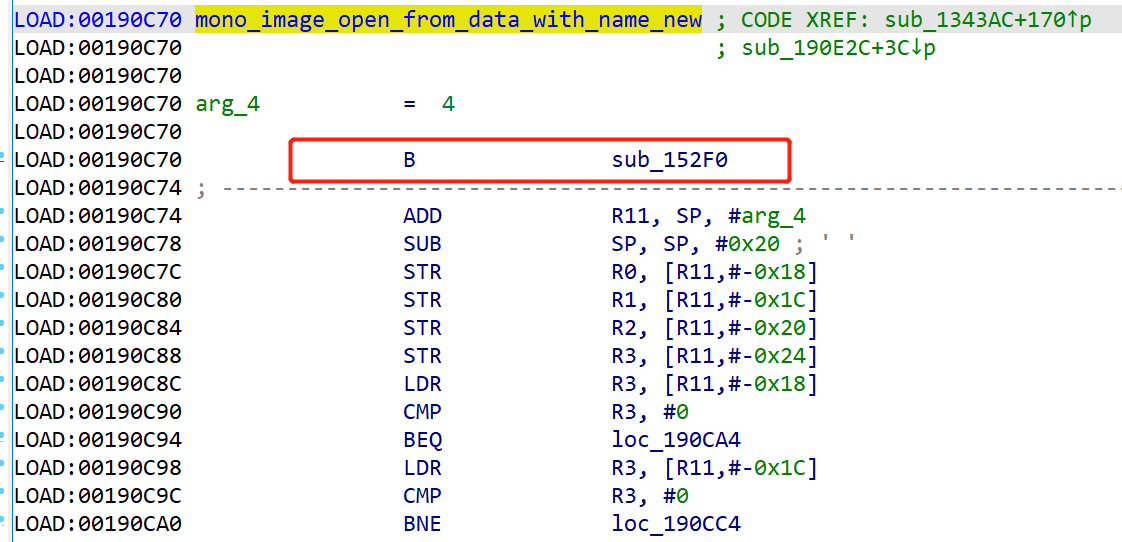 LOAD:00190C70 mono_image_open_from_data_with_name_new ; CODE XREF: sub_1343AC+170↑p
LOAD:00190C70 ; sub_190E2C+3C↓p
LOAD:00190C70
LOAD:00190C70 arg_4 = 4
LOAD:00190C70
LOAD:00190C70 B sub_152F0
LOAD:00190C74 ; ---------------------------------------------------------------------------
LOAD:00190C74 ADD R11, SP, #arg_4
LOAD:00190C78 SUB SP, SP, #0x20 ; ' '
LOAD:00190C7C STR R0, [R11,#-0x18]
LOAD:00190C80 STR R1, [R11,#-0x1C]
LOAD:00190C84 STR R2, [R11,#-0x20]
LOAD:00190C88 STR R3, [R11,#-0x24]
LOAD:00190C8C LDR R3, [R11,#-0x18]
LOAD:00190C90 CMP R3, #0
LOAD:00190C94 BEQ loc_190CA4
LOAD:00190C98 LDR R3, [R11,#-0x1C]
LOAD:00190C9C CMP R3, #0
LOAD:00190CA0 BNE loc_190CC4